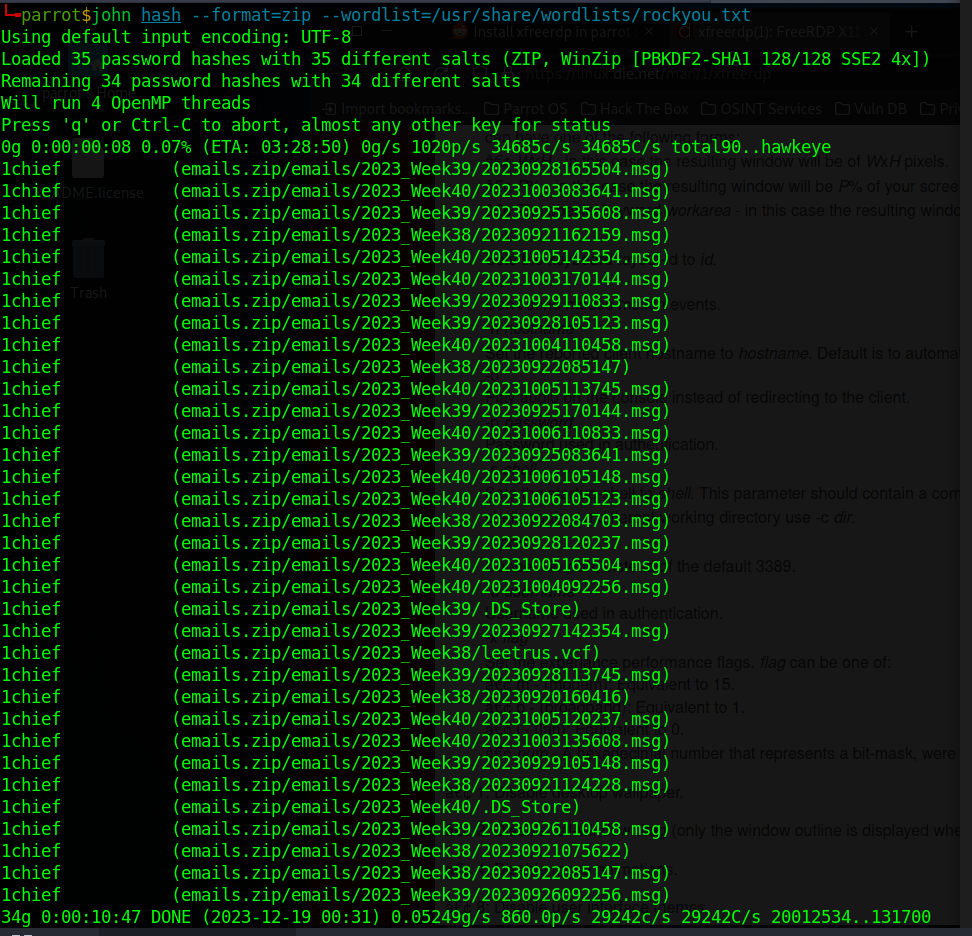 └─parrot$john hash --format=zip --wordlist=/usr/share/wordlists/rockyou.txt
Using default input encoding: UTF-8
Loaded 35 password hashes with 35 different salts (ZIP, WinZip [PBKDF2-SHA1 128/128 SSE2 4x])
Remaining 34 password hashes with 34 different salts
Will run 4 OpenMP threads
Press 'q' or Ctrl-C to abort, almost any other key for status
0g 0:00:00:08 0.07% (ETA: 03:28:50) 0g/s 1020p/s 34685c/s 34685C/s total90..hawkeye
1chief (emails.zip/emails/2023_Week39/20230928165504.msg)
1chief (emails.zip/emails/2023_Week40/20231003083641.msg)
1chief (emails.zip/emails/2023_Week39/20230925135608.msg)
1chief (emails.zip/emails/2023_Week38/20230921162159.msg)
1chief (emails.zip/emails/2023_Week40/20231005142354.msg)
1chief (emails.zip/emails/2023_Week40/20231003170144.msg)
1chief (emails.zip/emails/2023_Week39/20230929110833.msg)
1chief (emails.zip/emails/2023_Week39/20230928105123.msg)
1chief (emails.zip/emails/2023_Week40/20231004110458.msg)
1chief (emails.zip/emails/2023_Week38/20230922085147)
1chief (emails.zip/emails/2023_Week40/20231005113745.msg)
1chief (emails.zip/emails/2023_Week39/20230925170144.msg)
1chief (emails.zip/emails/2023_Week40/20231006110833.msg)
1chief (emails.zip/emails/2023_Week39/20230925083641.msg)
1chief (emails.zip/emails/2023_Week40/20231006105148.msg)
1chief (emails.zip/emails/2023_Week40/20231006105123.msg)
1chief (emails.zip/emails/2023_Week38/20230922084703.msg)
1chief (emails.zip/emails/2023_Week39/20230928120237.msg)
1chief (emails.zip/emails/2023_Week40/20231005165504.msg)
1chief (emails.zip/emails/2023_Week40/20231004092256.msg)
1chief (emails.zip/emails/2023_Week39/.DS_Store)
1chief (emails.zip/emails/2023_Week39/20230927142354.msg)
1chief (emails.zip/emails/2023_Week38/leetrus.vcf)
1chief (emails.zip/emails/2023_Week39/20230928113745.msg)
1chief (emails.zip/emails/2023_Week38/20230920160416)
1chief (emails.zip/emails/2023_Week40/20231005120237.msg)
1chief (emails.zip/emails/2023_Week40/20231003135608.msg)
1chief (emails.zip/emails/2023_Week39/20230929105148.msg)
1chief (emails.zip/emails/2023_Week38/20230921124228.msg)
1chief (emails.zip/emails/2023_Week40/.DS_Store)
1chief (emails.zip/emails/2023_Week39/20230926110458.msg)
1chief (emails.zip/emails/2023_Week38/20230921075622)
1chief (emails.zip/emails/2023_Week38/20230922085147.msg)
1chief (emails.zip/emails/2023_Week39/20230926092256.msg)
34g 0:00:10:47 DONE (2023-12-19 00:31) 0.05249g/s 860.0p/s 29242c/s 29242C/s 20012534..131700
Trash